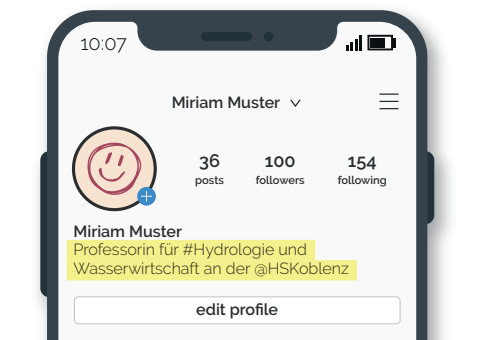 10:07
Miriam Muster
36 100 154
posts followers following
Miriam Muster
Professorin für #Hydrologie und
Wasserwirtschaft an der @HSKoblenz
edit profile